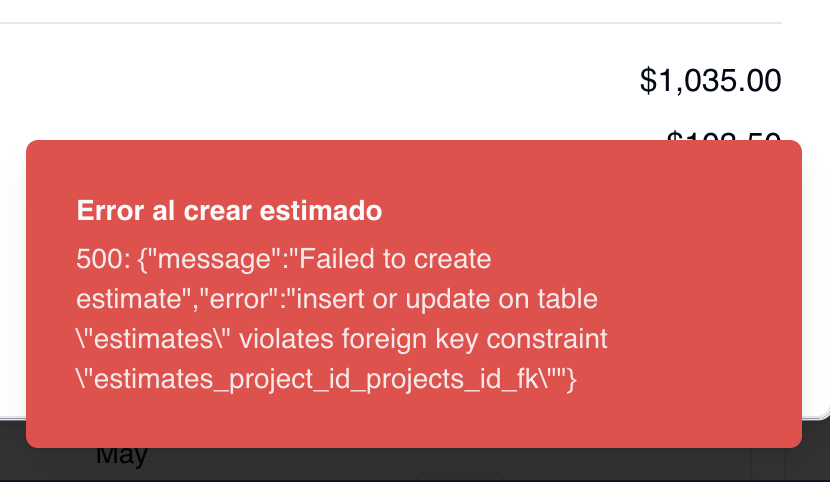 $1,035.00
Error al crear estimado
500: {"message":"Failed to create
estimate","error":"insert or update on table
\"estimates\" violates foreign key constraint
\"estimates_project_id_projects_id_fk\""}
May